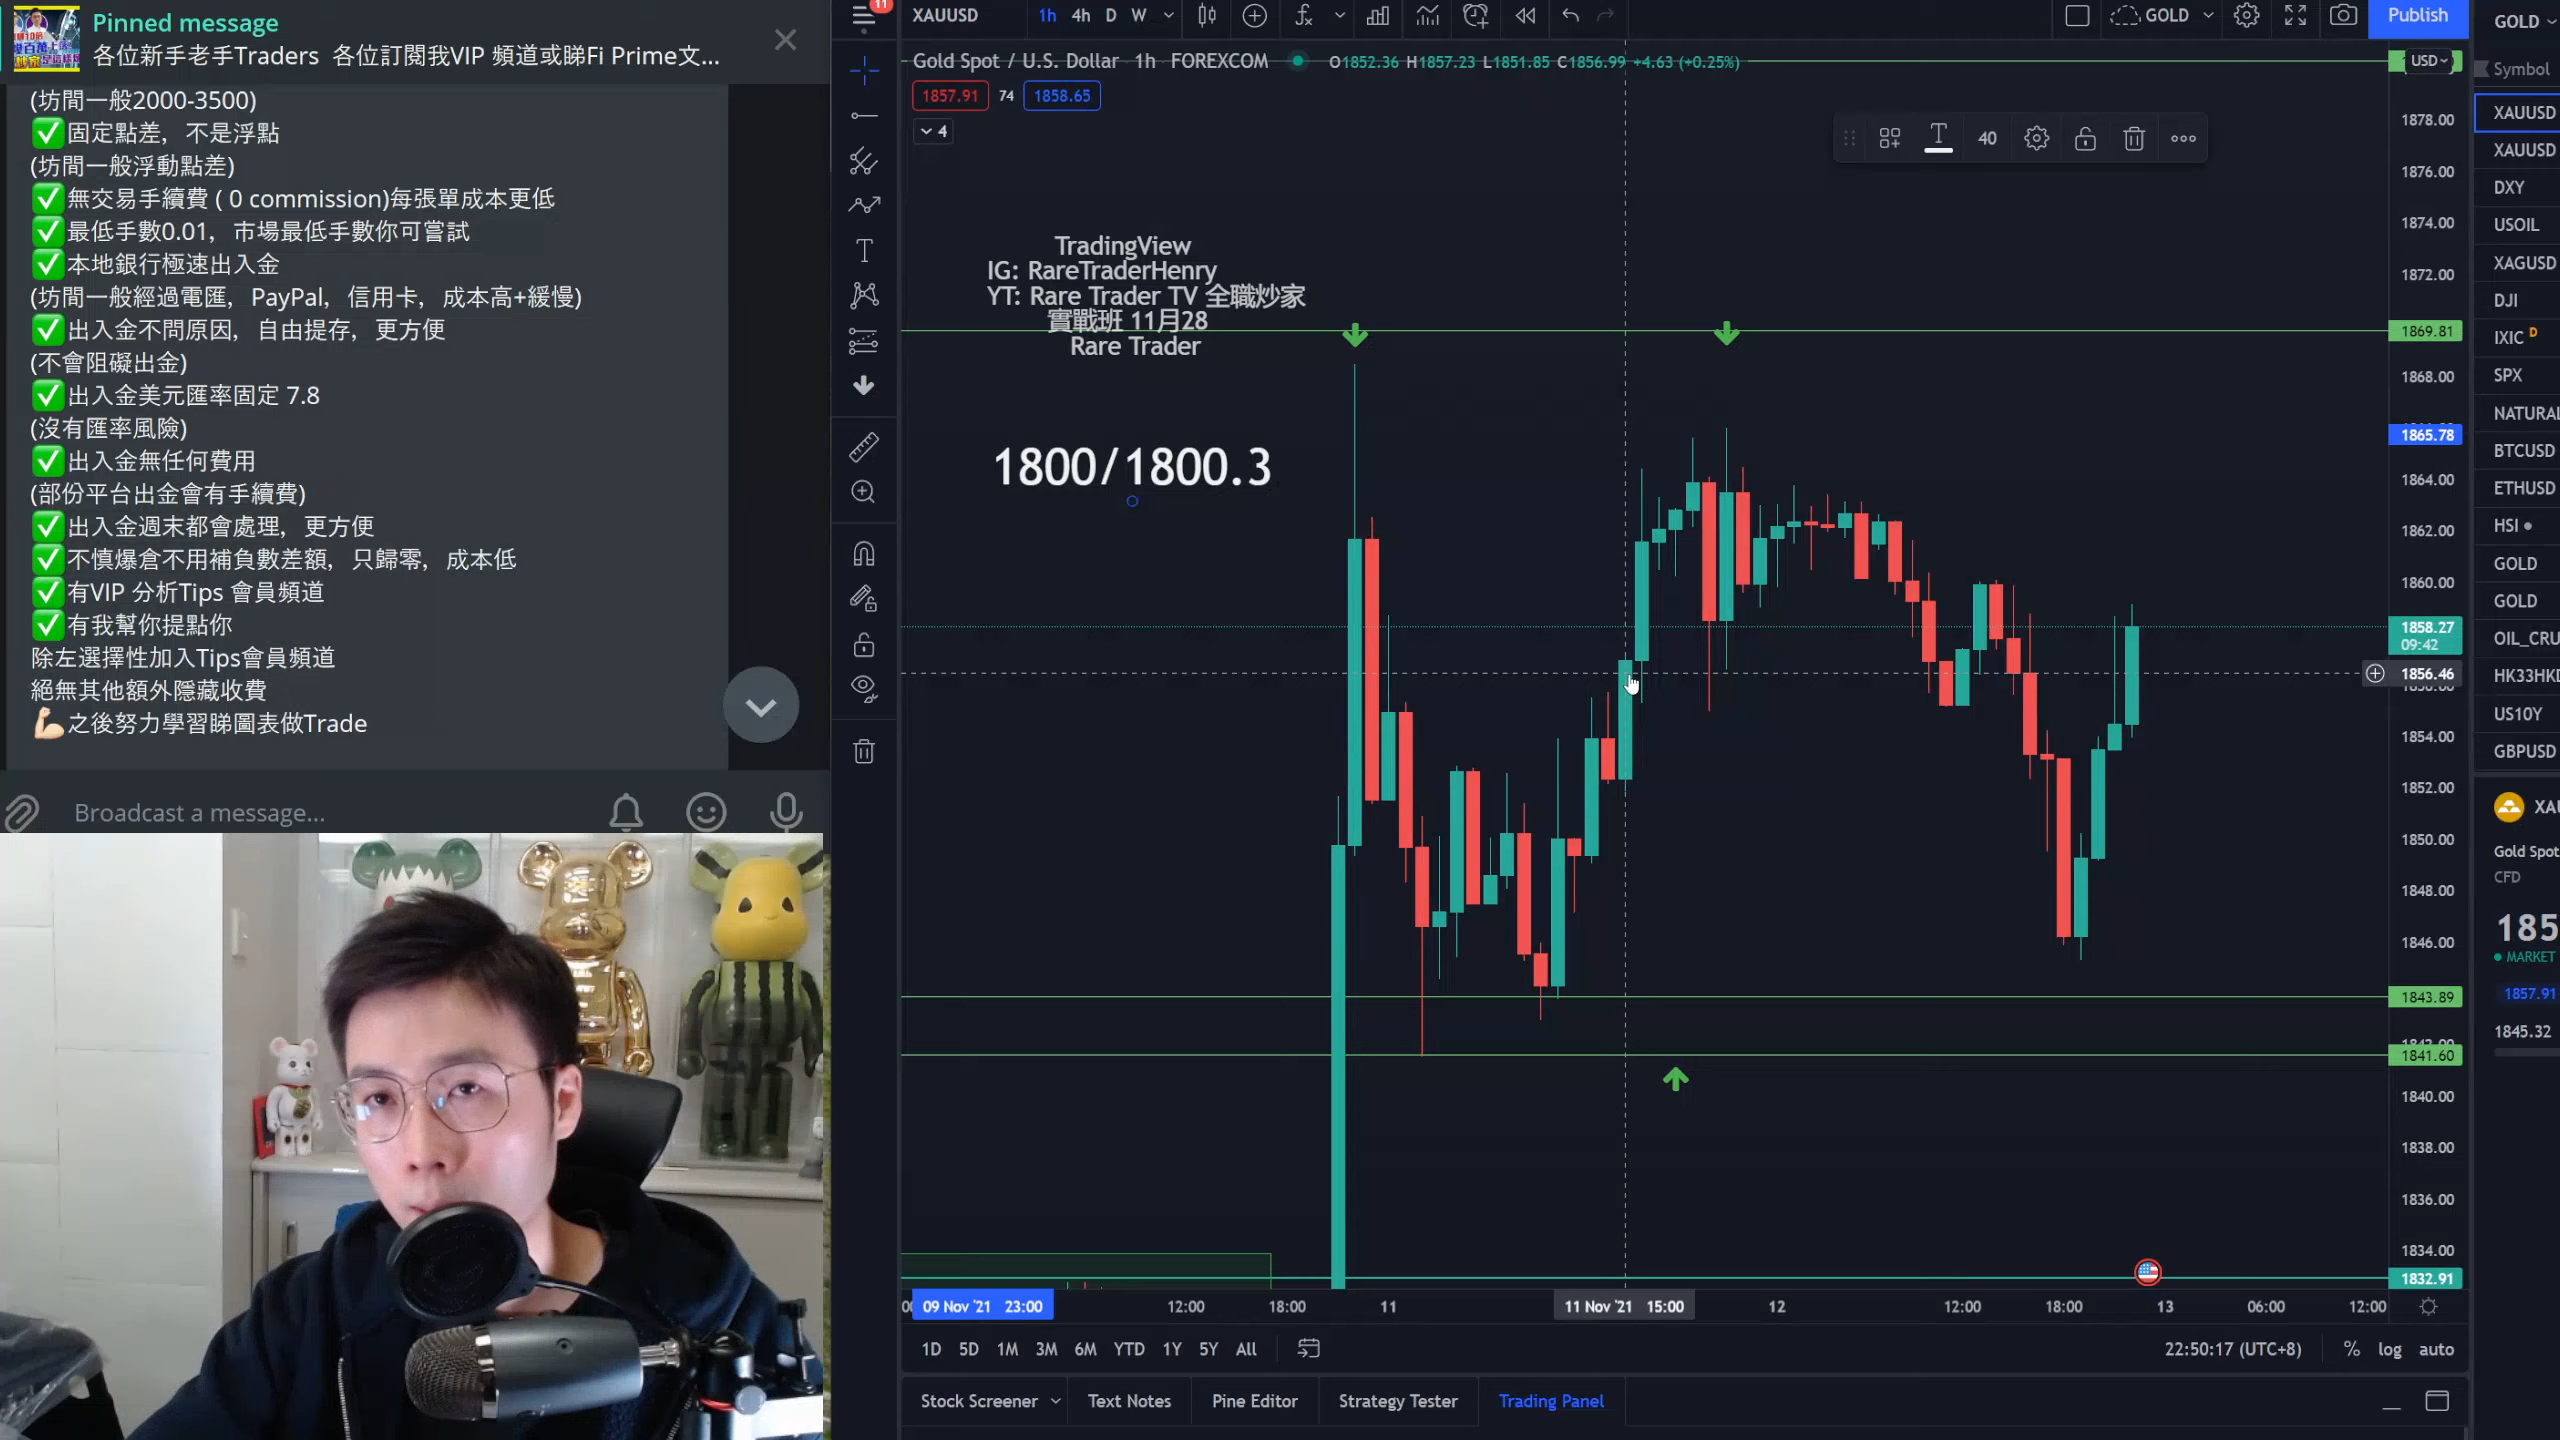 Pinned message
各位新手老手Traders 各位訂閱我VIP 頻道或睇Fi Prime文...
(坊間一般2000-3500)
✅固定點差，不是浮點
(坊間一般浮動點差)
✅無交易手續費 ( 0 commission)每張單成本更低
✅最低手數0.01，市場最低手數你可嘗試
✅本地銀行極速出入金
(坊間一般經過電匯，PayPal，信用卡，成本高+緩慢)
✅出入金不問原因，自由提存，更方便
(不會阻礙出金)
✅出入金美元匯率固定 7.8
(沒有匯率風險)
✅出入金無任何費用
(部份平台出金會有手續費)
✅出入金週末都會處理，更方便
✅不慎爆倉不用補負數差額，只歸零，成本低
✅有VIP 分析Tips 會員頻道
✅有我幫你提點你
除左選擇性加入Tips會員頻道
絕無其他額外隱藏收費
💪🏻之後努力學習睇圖表做Trade
Broadcast a message...
11
XAUUSD 1h 4h D W
GOLD
Publish
Gold Spot / U.S. Dollar 1h FOREXCOM O1852.36 H1857.23 L1851.85 C1856.99 +4.63 (+0.25%)
1857.91 74 1858.65
4
40
TradingView
IG: RareTraderHenry
YT: Rare Trader TV 全職炒家
實戰班 11月28
Rare Trader
1800/1800.3
USD
1878.00
1876.00
1874.00
1872.00
1869.81
1868.00
1865.78
1864.00
1862.00
1860.00
1858.27
09:42
1856.46
1854.00
1852.00
1850.00
1848.00
1846.00
1843.89
1841.60
1840.00
1838.00
1836.00
1834.00
1832.91
09 Nov '21 23:00
12:00
18:00
11
11 Nov '21 15:00
12
12:00
18:00
13
06:00
12:00
1D 5D 1M 3M 6M YTD 1Y 5Y All
22:50:17 (UTC+8) % log auto
Stock Screener Text Notes Pine Editor Strategy Tester Trading Panel
GOLD
Symbol
XAUUSD
XAUUSD
DXY
USOIL
XAGUSD
DJI
IXIC D
SPX
NATURAL
BTCUSD
ETHUSD
HSI
GOLD
GOLD
OIL_CRU
HK33HKD
US10Y
GBPUSD
XAU
Gold Spot
CFD
185
MARKET
1857.91
1845.32